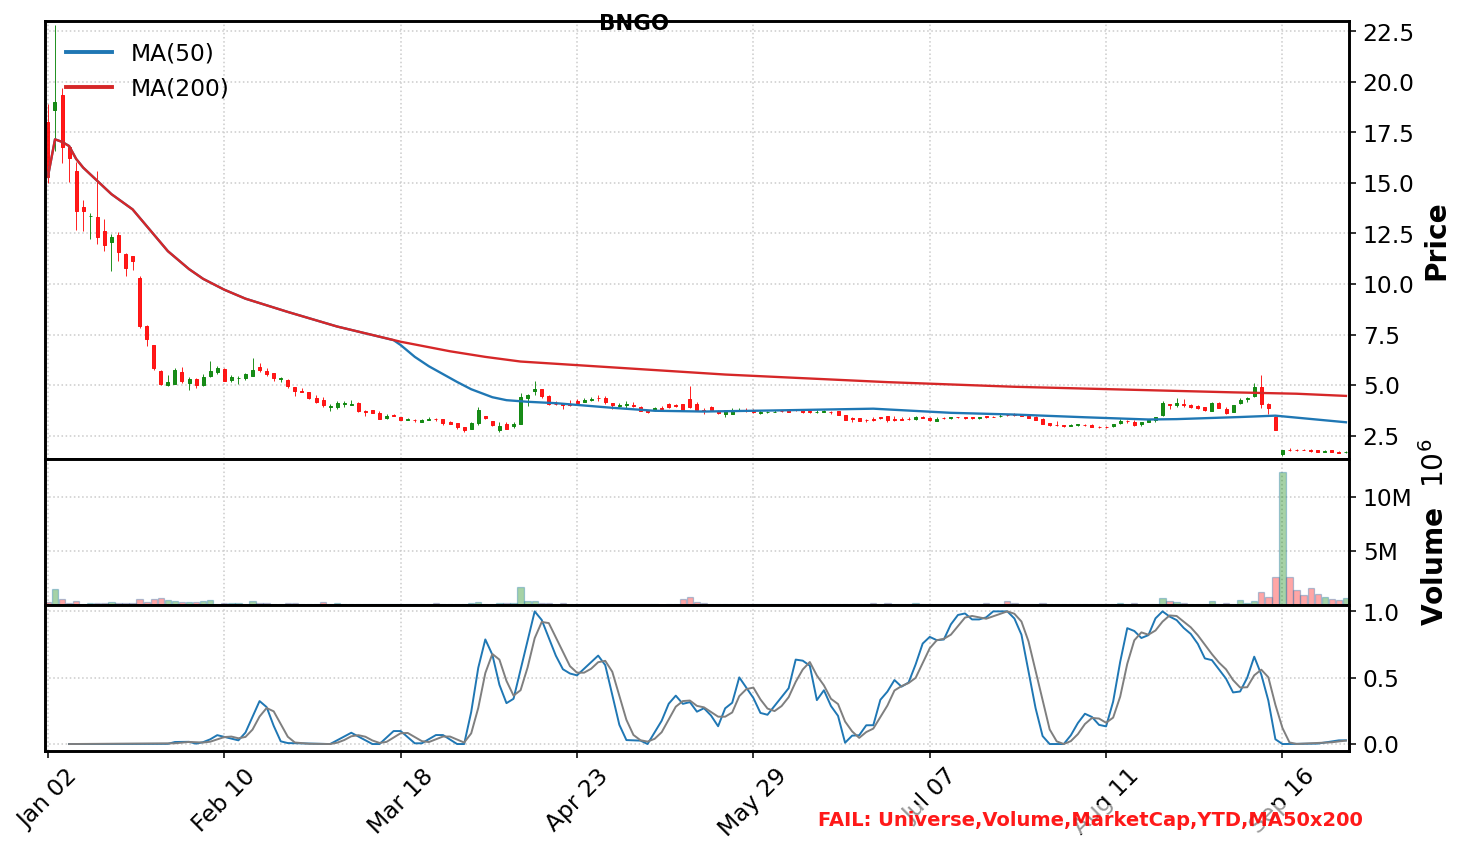 BNGO
MA(50)
MA(200)
22.5
20.0
17.5
15.0
12.5
10.0
7.5
5.0
2.5
Price
10M
5M
Volume 10^6
1.0
0.5
0.0
Jan 02
Feb 10
Mar 18
Apr 23
May 29
Jul 07
Aug 11
Sep 16
FAIL: Universe,Volume,MarketCap,YTD,MA50x200